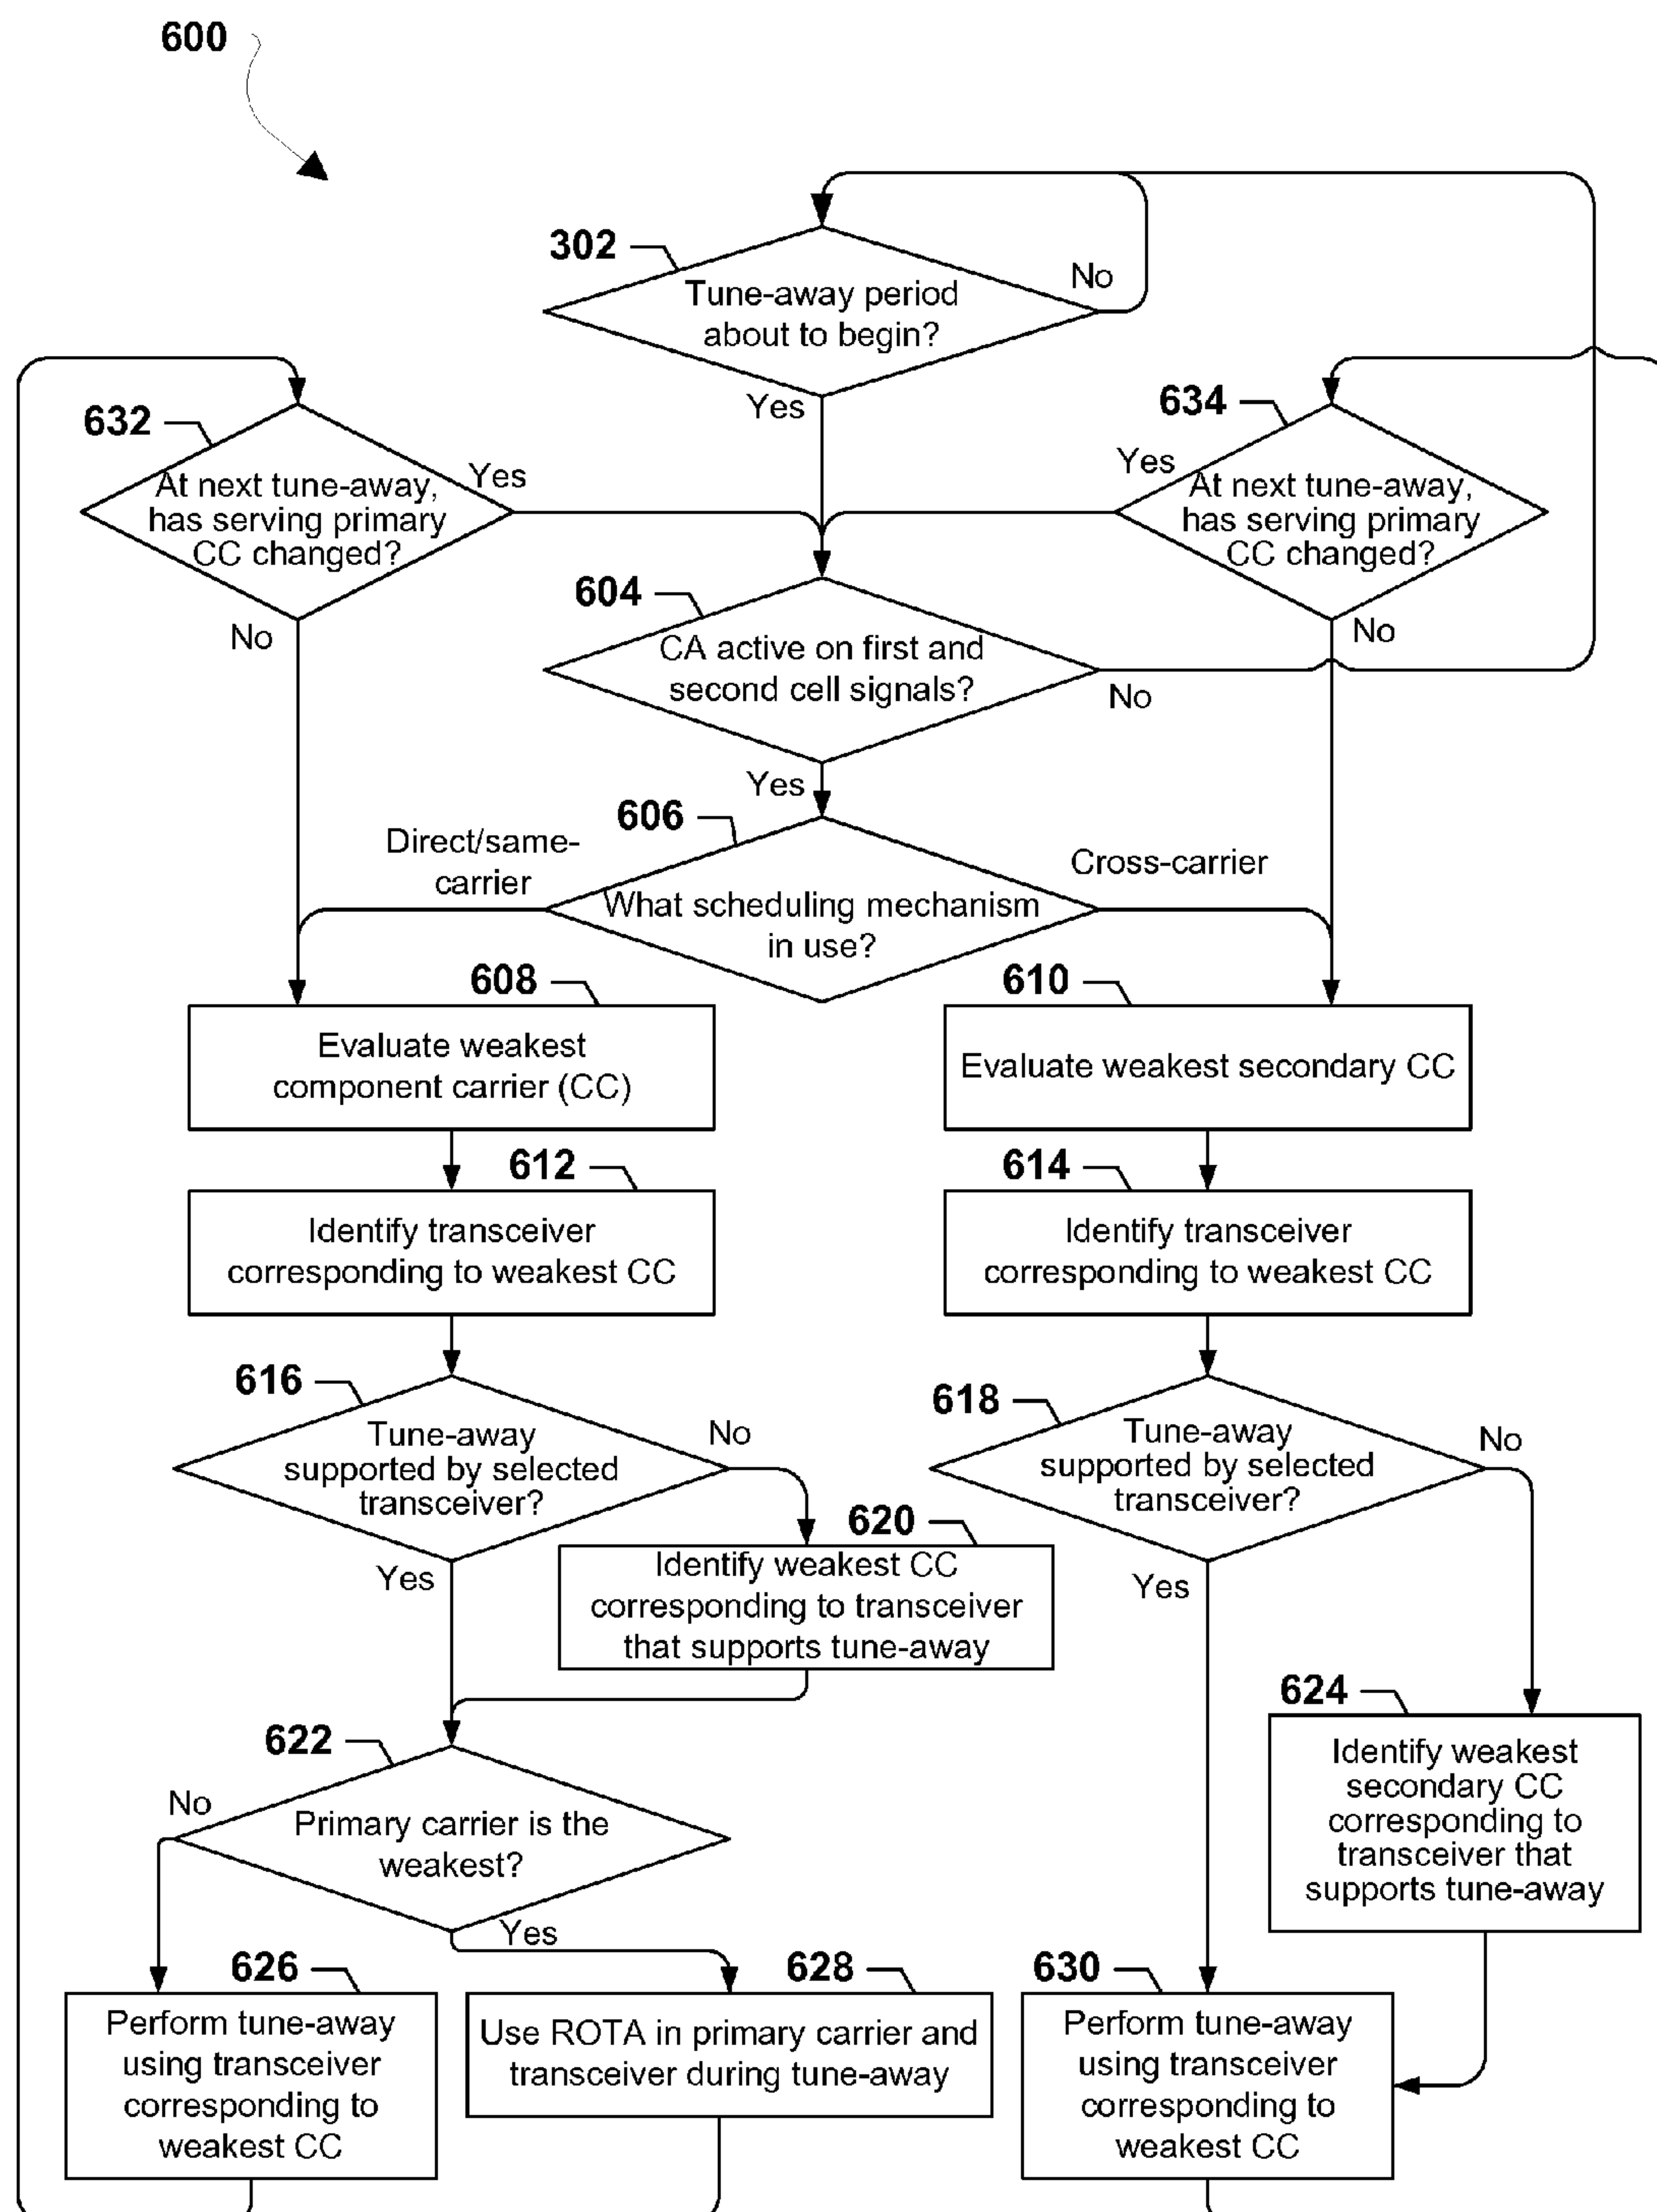 600
302
Tune-away period
about to begin?
No
Yes
632
At next tune-away,
has serving primary
CC changed?
Yes
No
634
Yes
At next tune-away,
has serving primary
CC changed?
No
604
CA active on first and
second cell signals?
No
Yes
606
Direct/same-
carrier
What scheduling mechanism
in use?
Cross-carrier
608
Evaluate weakest
component carrier (CC)
610
Evaluate weakest secondary CC
612
Identify transceiver
corresponding to weakest CC
614
Identify transceiver
corresponding to weakest CC
616
Tune-away
supported by selected
transceiver?
No
Yes
618
Tune-away
supported by selected
transceiver?
No
Yes
620
Identify weakest CC
corresponding to transceiver
that supports tune-away
622
No
Primary carrier is the
weakest?
Yes
624
Identify weakest
secondary CC
corresponding to
transceiver that
supports tune-away
626
Perform tune-away
using transceiver
corresponding to
weakest CC
628
Use ROTA in primary carrier and
transceiver during tune-away
630
Perform tune-away
using transceiver
corresponding to
weakest CC